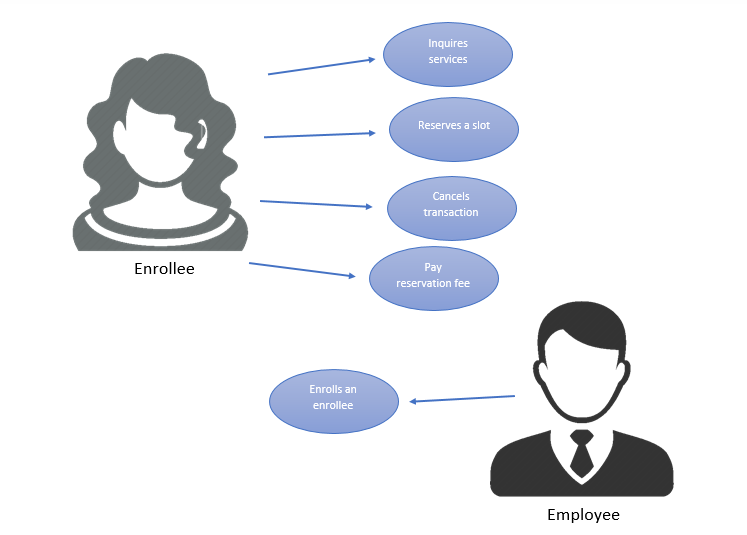 Inquires
services
Reserves a slot
Cancels
transaction
Pay
reservation fee
Enrollee
Enrolls an
enrollee
Employee